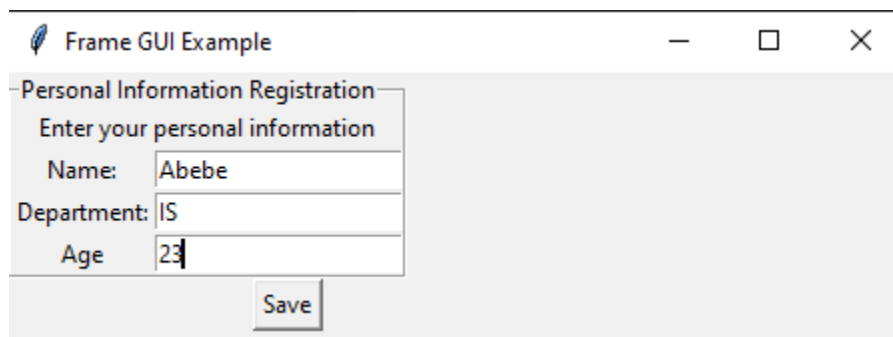 Frame GUI Example
Personal Information Registration
Enter your personal information
Name: Abebe
Department: IS
Age 23
Save